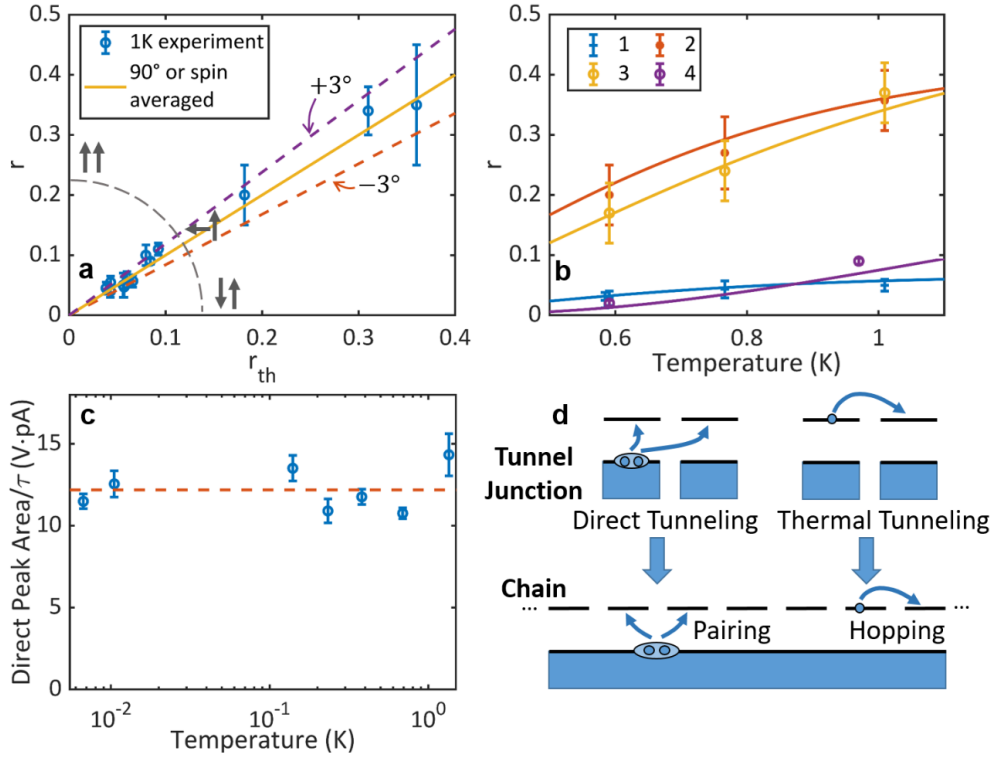 0.5
0.4
0.3
0.2
0.1
0
r
0
0.1
0.2
0.3
0.4
r_th
1K experiment
90° or spin
averaged
+3°
−3°
a
0.5
0.4
0.3
0.2
0.1
0
r
0.6
0.8
1
Temperature (K)
1
2
3
4
b
15
10
5
0
Direct Peak Area/τ (V·pA)
10⁻²
10⁻¹
10⁰
Temperature (K)
c
d
Tunnel
Junction
Direct Tunneling
Thermal Tunneling
Chain
...
...
Pairing
Hopping